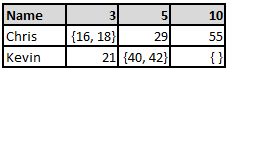 Name 3 5 10
Chris {16, 18} 29 55
Kevin 21 {40, 42} { }